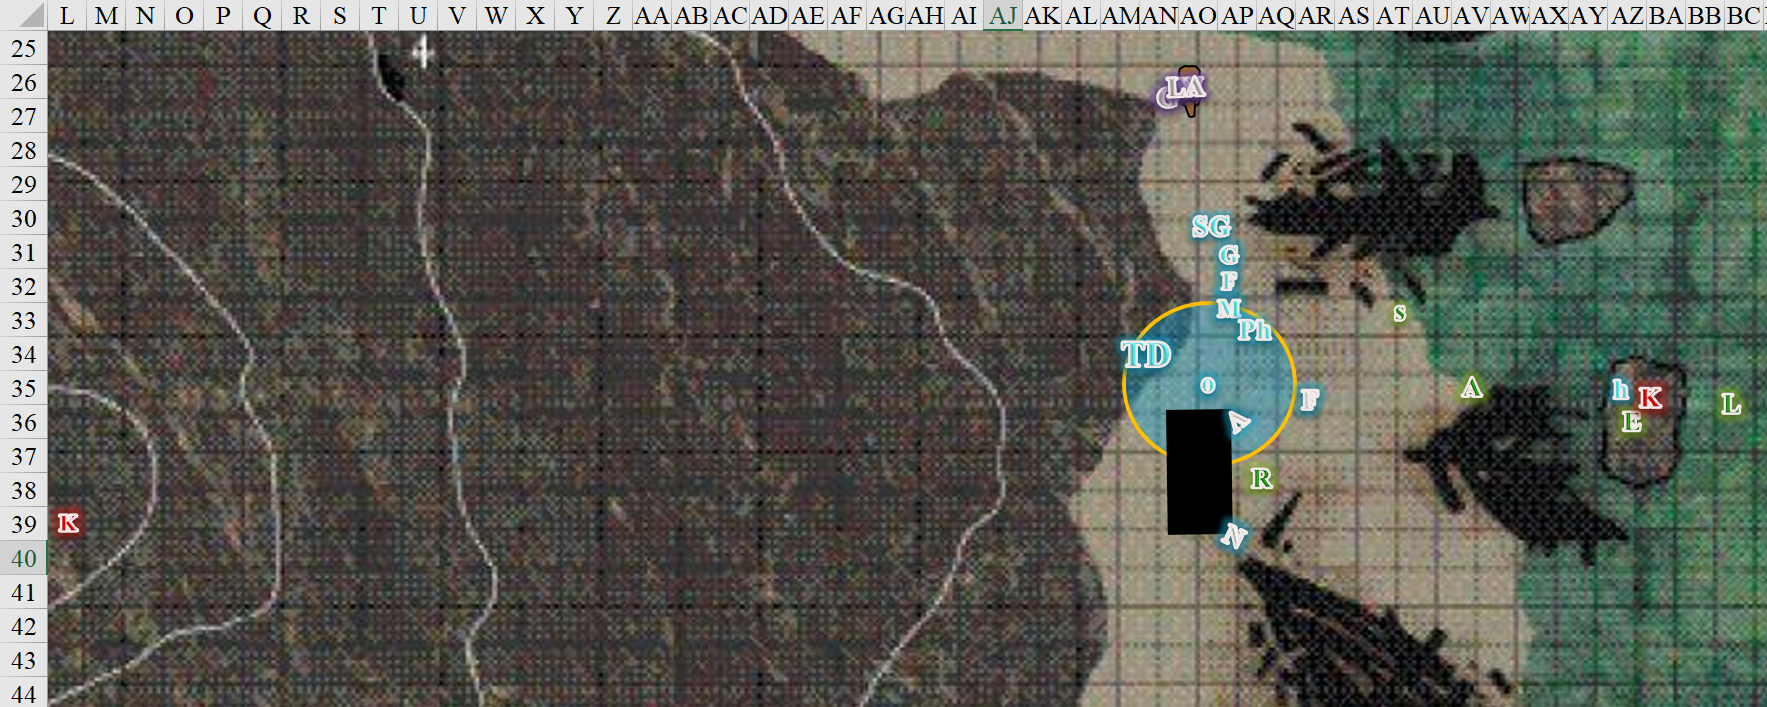 L M N O P Q R S T U V W X Y Z AA AB AC AD AE AF AG AH AI AJ AK AL AM AN AO AP AQ AR AS AT AU AV AW AX AY AZ BA BB BC
25 4
26 LA
27 C
28
29
30 SG
31 G
32 F
33 M s
Ph
34 TD
35 o A h K
F L
36 A E
37
38 R
39 K N
40
41
42
43
44